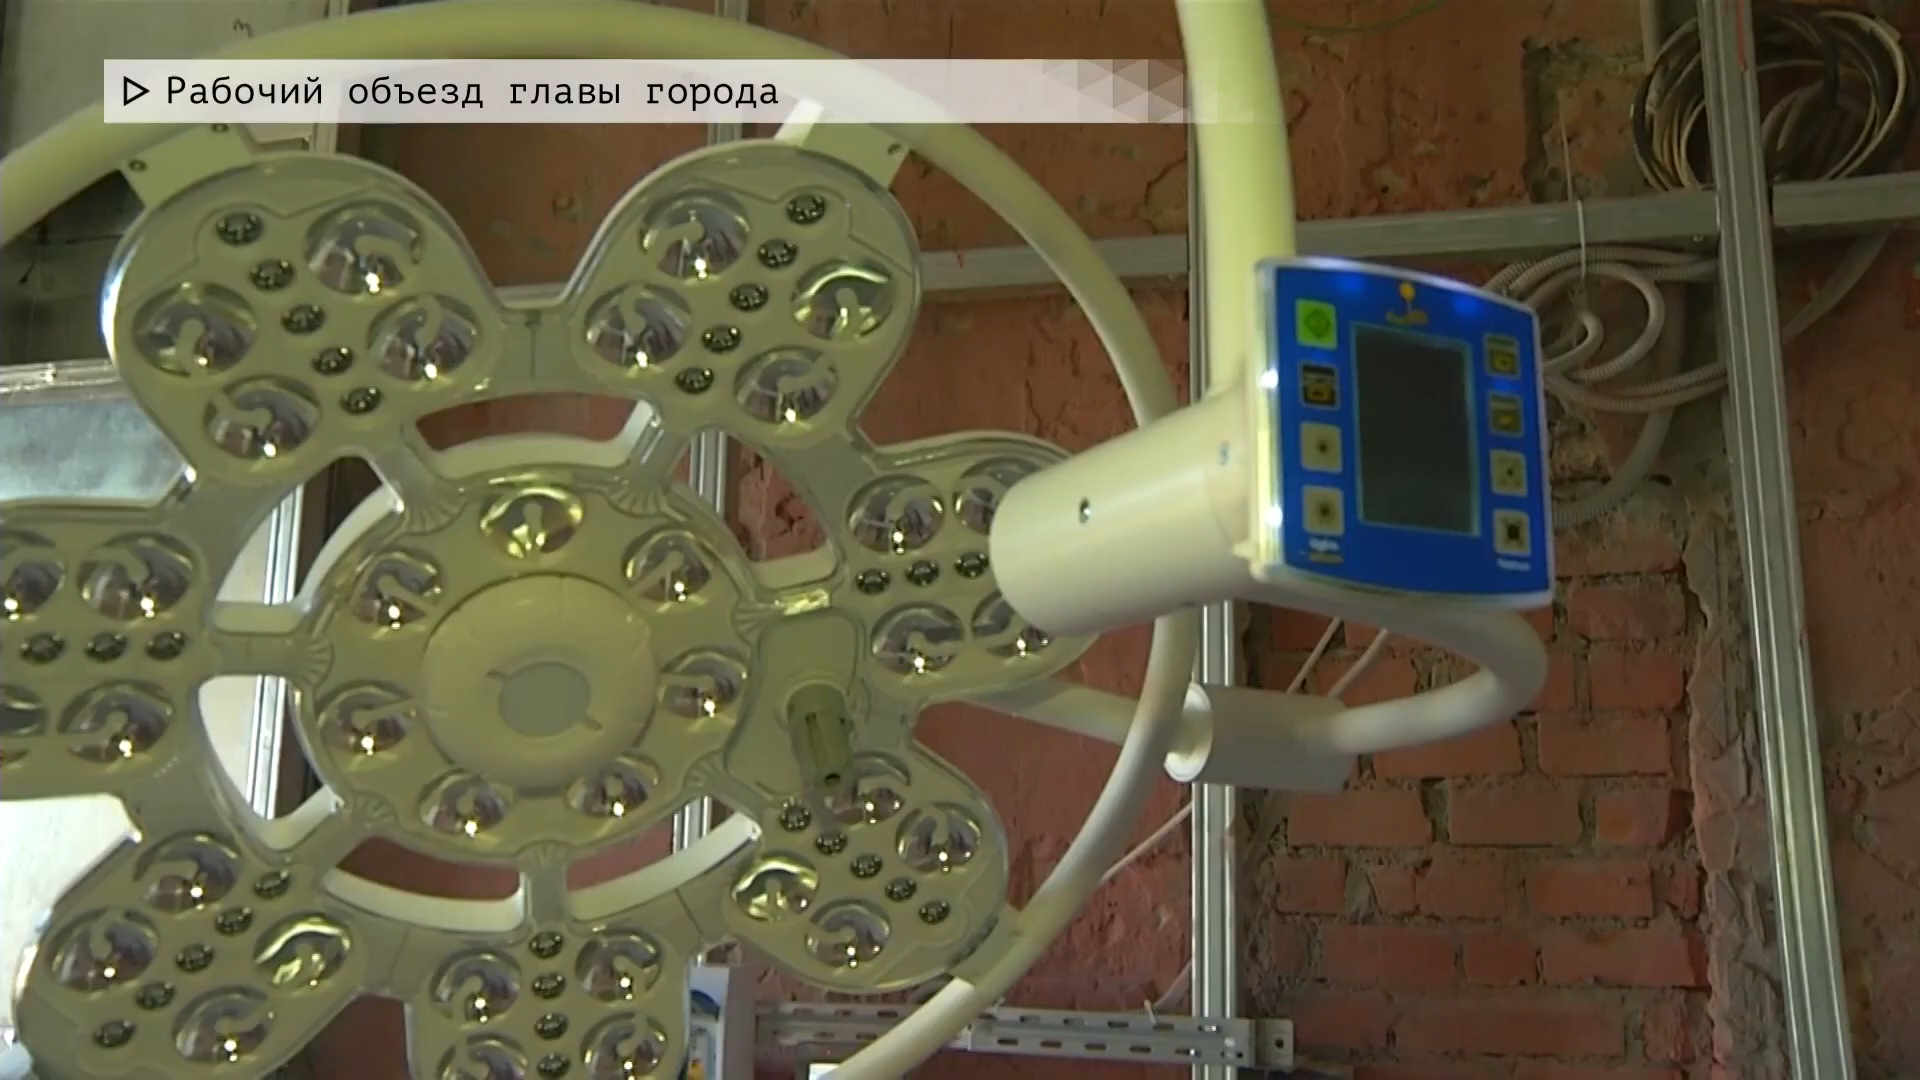 Рабочий объезд главы города